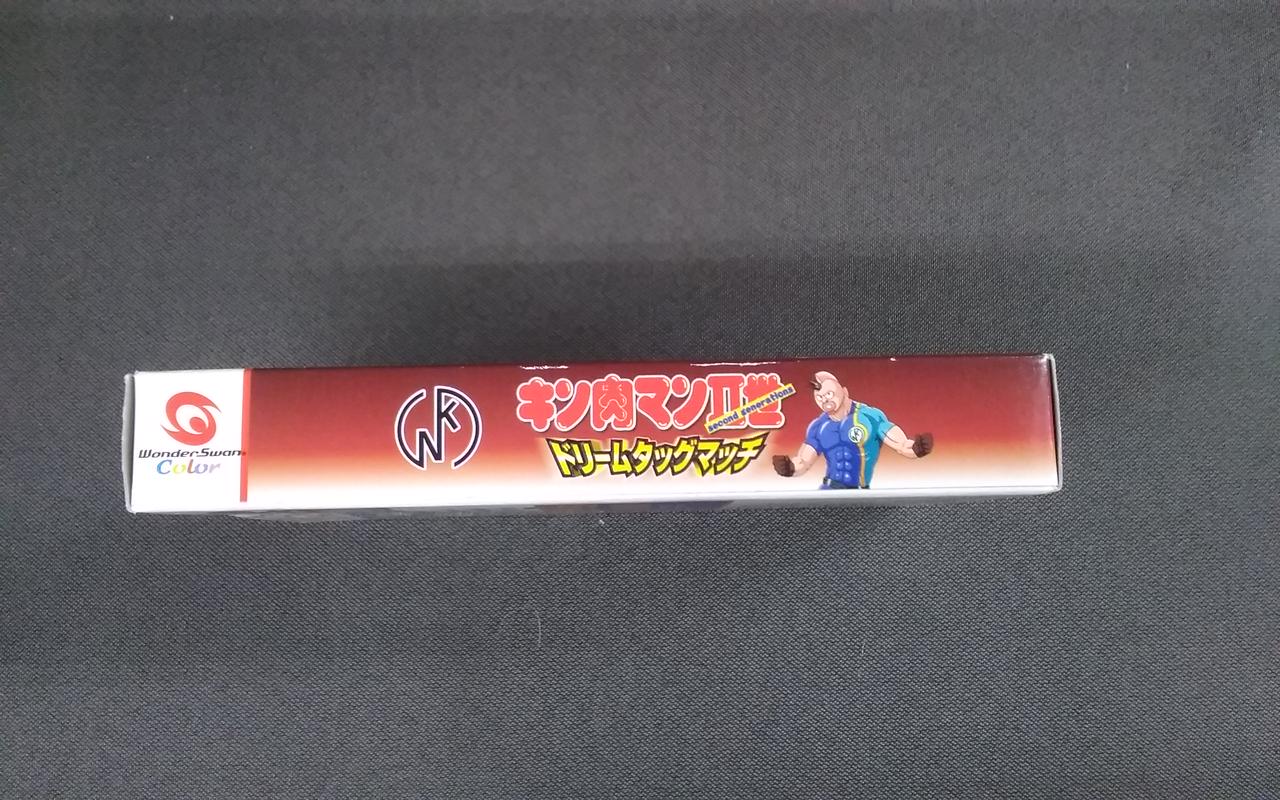 WonderSwan
Color
WK
キン肉マンⅡ世
second generations
ドリームタッグマッチ